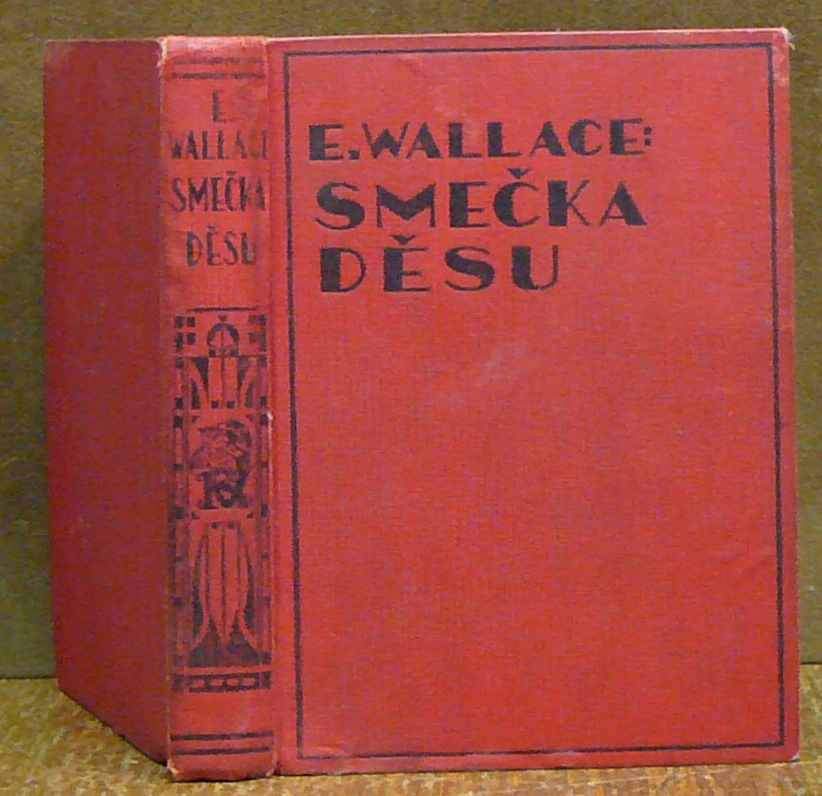 E.
WALLACE
SMEČKA
DĚSU
E. WALLACE:
SMEČKA
DĚSU